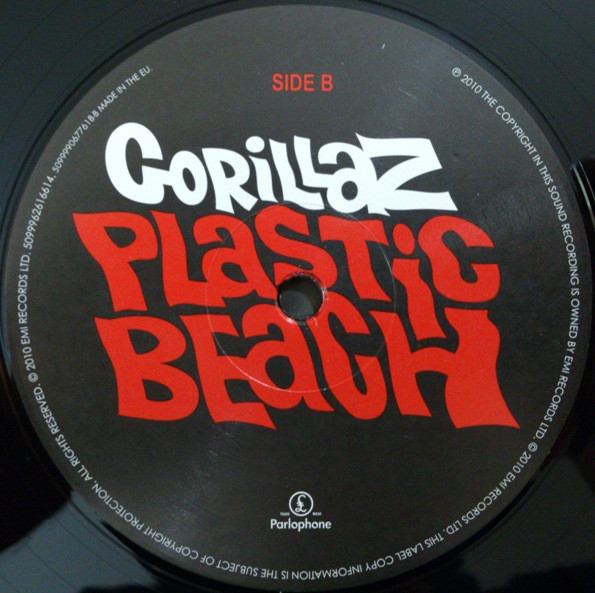 SIDE B
GORILLAZ
PLASTIC
BEACH
℗ 2010 THE COPYRIGHT IN THIS SOUND RECORDING IS OWNED BY EMI RECORDS LTD. © 2010 EMI RECORDS LTD. THIS LABEL COPY INFORMATION IS THE SUBJECT OF COPYRIGHT PROTECTION. ALL RIGHTS RESERVED. © 2010 EMI RECORDS LTD. 5099962616614. 5099990677618-B MADE IN THE EU.
£
TRADE MARK
Parlophone